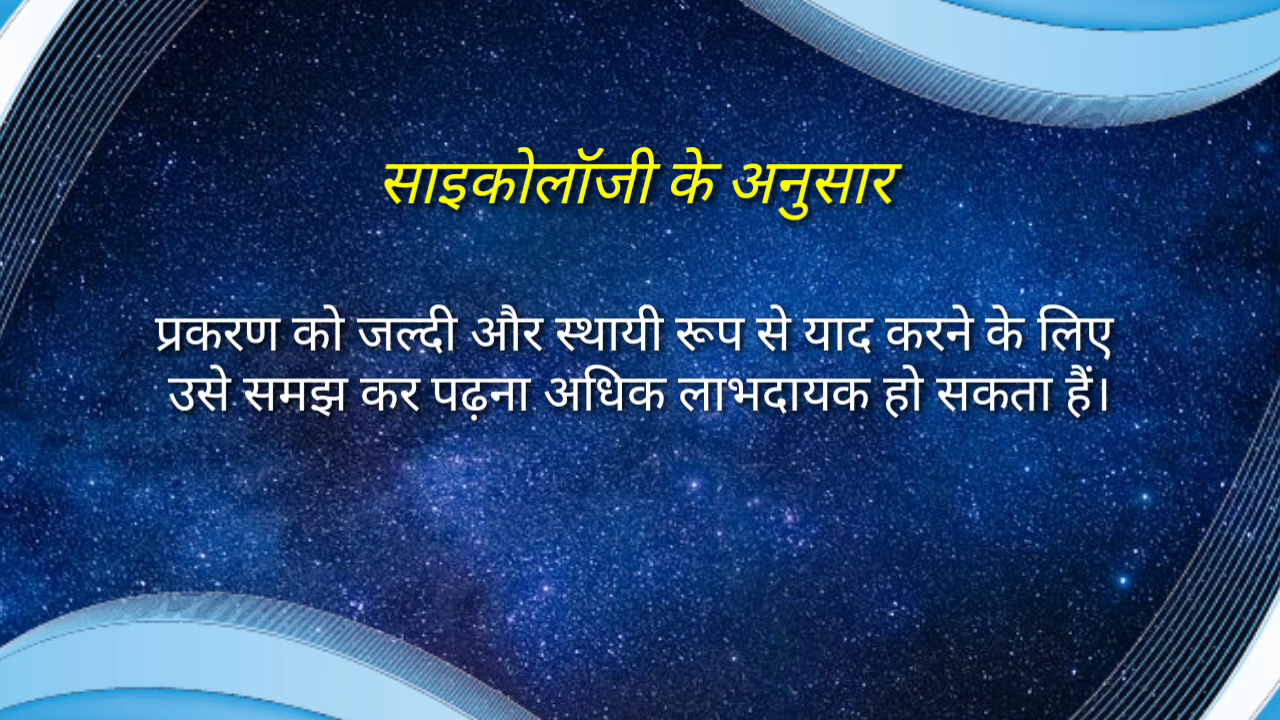 साइकोलॉजी के अनुसार
प्रकरण को जल्दी और स्थायी रूप से याद करने के लिए
उसे समझ कर पढ़ना अधिक लाभदायक हो सकता हैं।